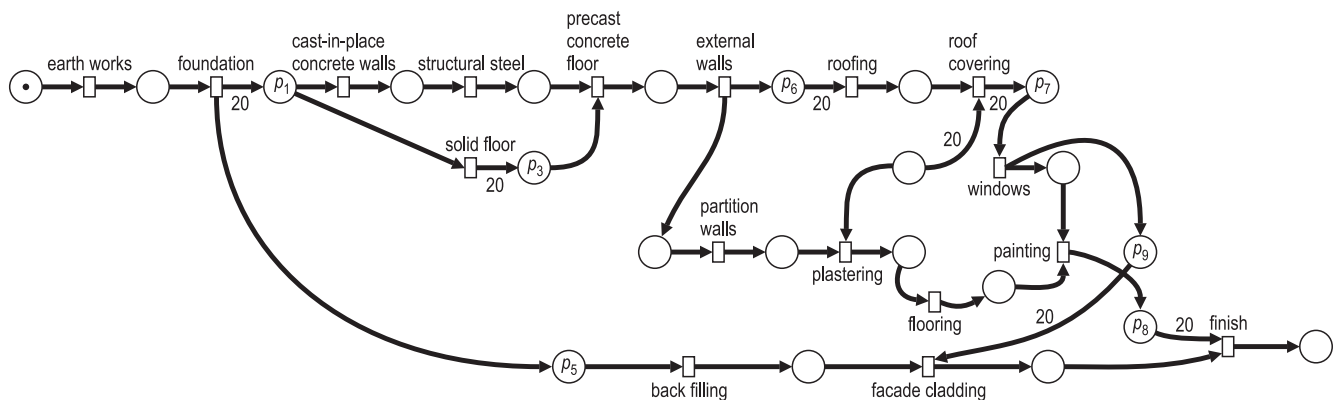 precast
cast-in-place
concrete
external
roof
earth works
foundation
concrete walls
structural steel
floor
walls
roofing
covering
p1
p6
p7
20
20
20
solid floor
p3
20
20
windows
partition
walls
painting
p9
plastering
flooring
20
p8
20
finish
p5
back filling
facade cladding